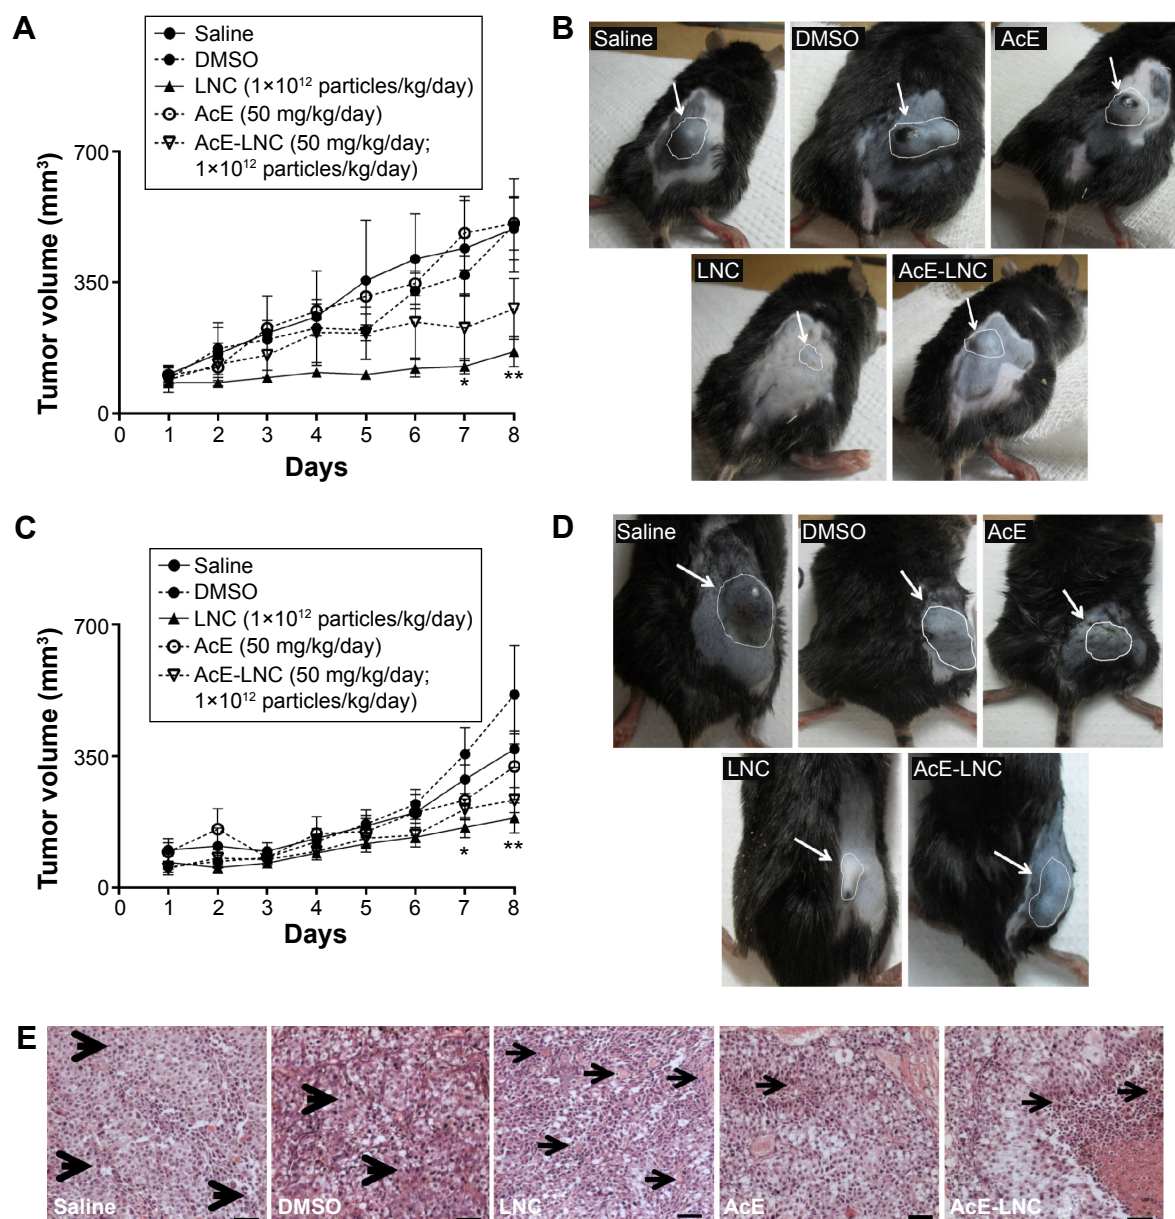 A
Saline
DMSO
LNC (1×10¹² particles/kg/day)
AcE (50 mg/kg/day)
AcE-LNC (50 mg/kg/day;
1×10¹² particles/kg/day)
Tumor volume (mm³)
700
350
0
0 1 2 3 4 5 6 7 8
* **
Days
B
Saline
DMSO
AcE
LNC
AcE-LNC
C
Saline
DMSO
LNC (1×10¹² particles/kg/day)
AcE (50 mg/kg/day)
AcE-LNC (50 mg/kg/day;
1×10¹² particles/kg/day)
Tumor volume (mm³)
700
350
0
0 1 2 3 4 5 6 7 8
* **
Days
D
Saline
DMSO
AcE
LNC
AcE-LNC
E
Saline
DMSO
LNC
AcE
AcE-LNC